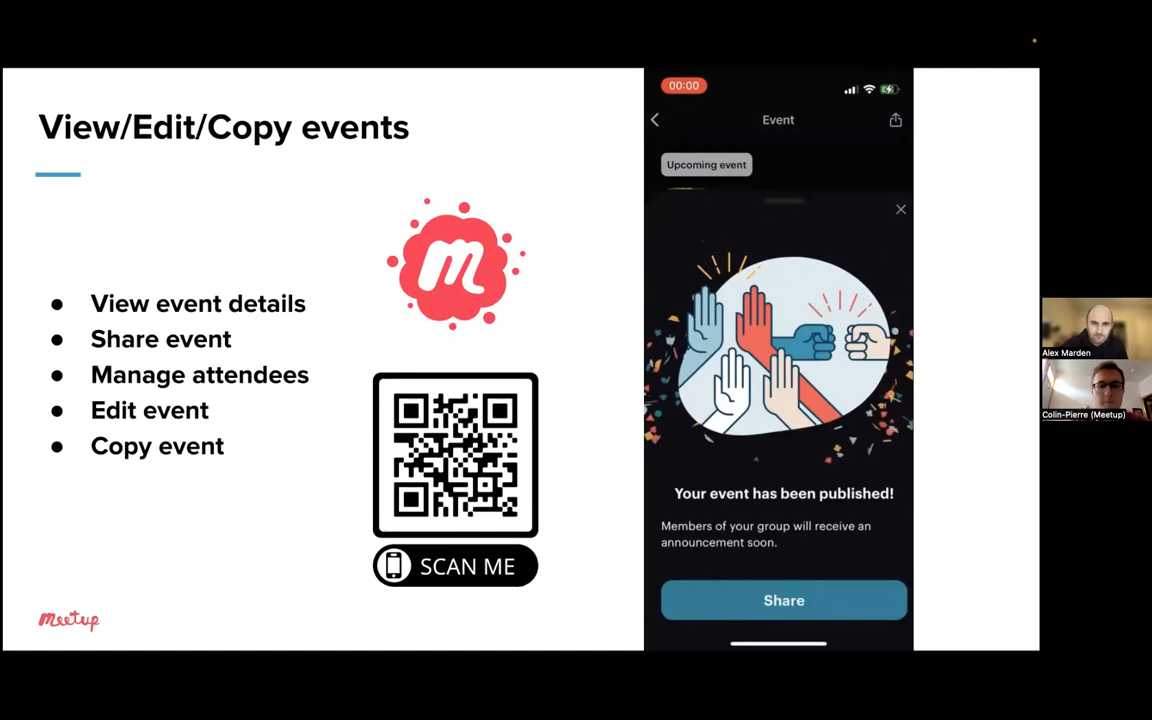 View/Edit/Copy events
● View event details
● Share event
● Manage attendees
● Edit event
● Copy event
m
SCAN ME
meetup
00:00
Event
Upcoming event
Your event has been published!
Members of your group will receive an
announcement soon.
Share
Alex Marden
Colin-Pierre (Meetup)